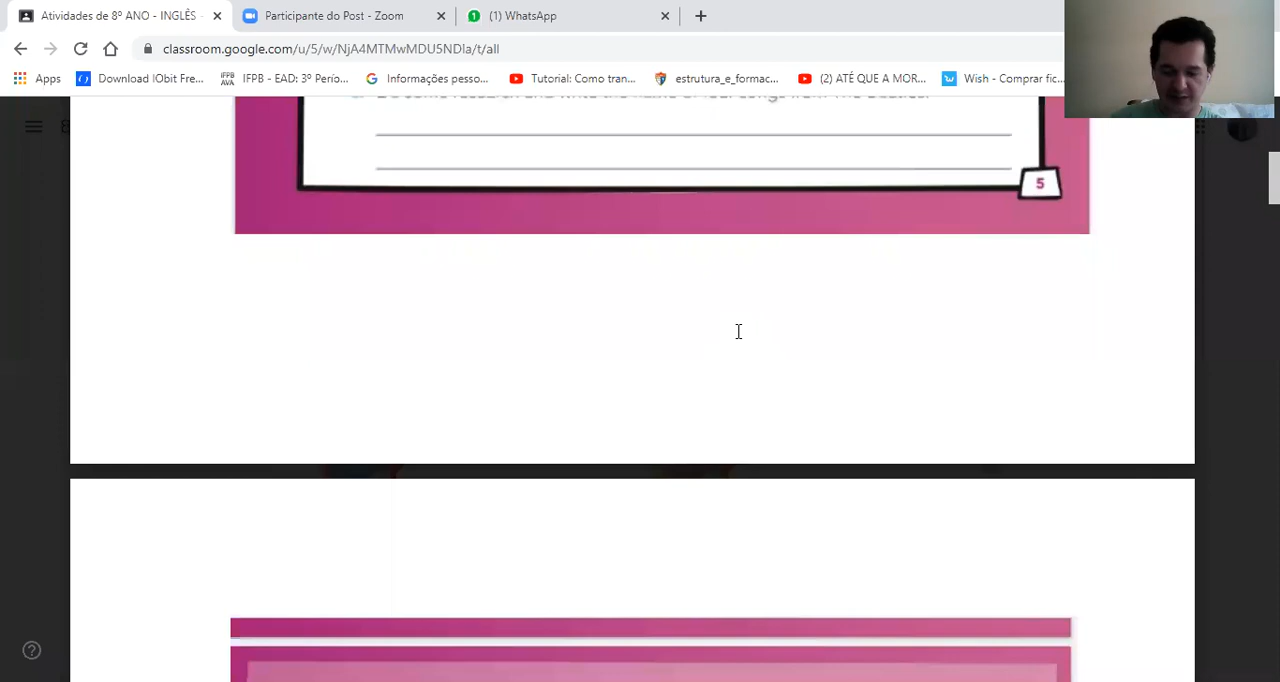 Atividades de 8º ANO - INGLÊS -
Participante do Post - Zoom
(1) WhatsApp
classroom.google.com/u/5/w/NjA4MTMwMDU5NDIa/t/all
Apps
Download IObit Fre...
IFPB - EAD: 3º Perío...
Informações pesso...
Tutorial: Como tran...
estrutura_e_formac...
(2) ATÉ QUE A MOR...
Wish - Comprar fic...
5